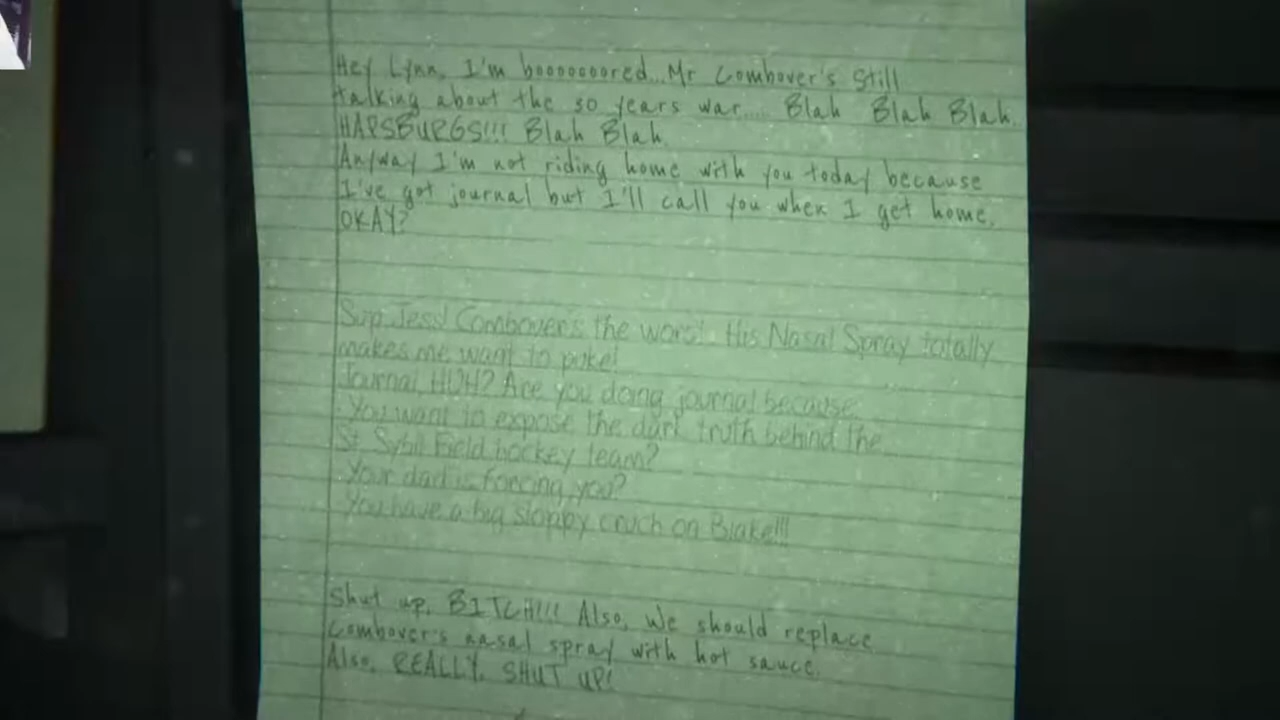 Hey Lynn, I'm booooooored... Mr Combover's still
talking about the 30 years war.... Blah Blah Blah.
HAPSBURGS!!! Blah Blah.
Anyway I'm not riding home with you today because
I've got journal but I'll call you when I get home,
OKAY?
Sup Jess! Combover's the worst. His Nasal Spray totally
makes me want to puke!
Journal, HUH? Are you doing journal because
You want to expose the dark truth behind the
St. Sybil Field hockey team?
Your dad is forcing you?
You have a big sloppy cruch on Blake!!!
Shut up, BITCH!!! Also, We should replace
Combover's nasal spray with hot sauce.
Also, REALLY, SHUT UP!